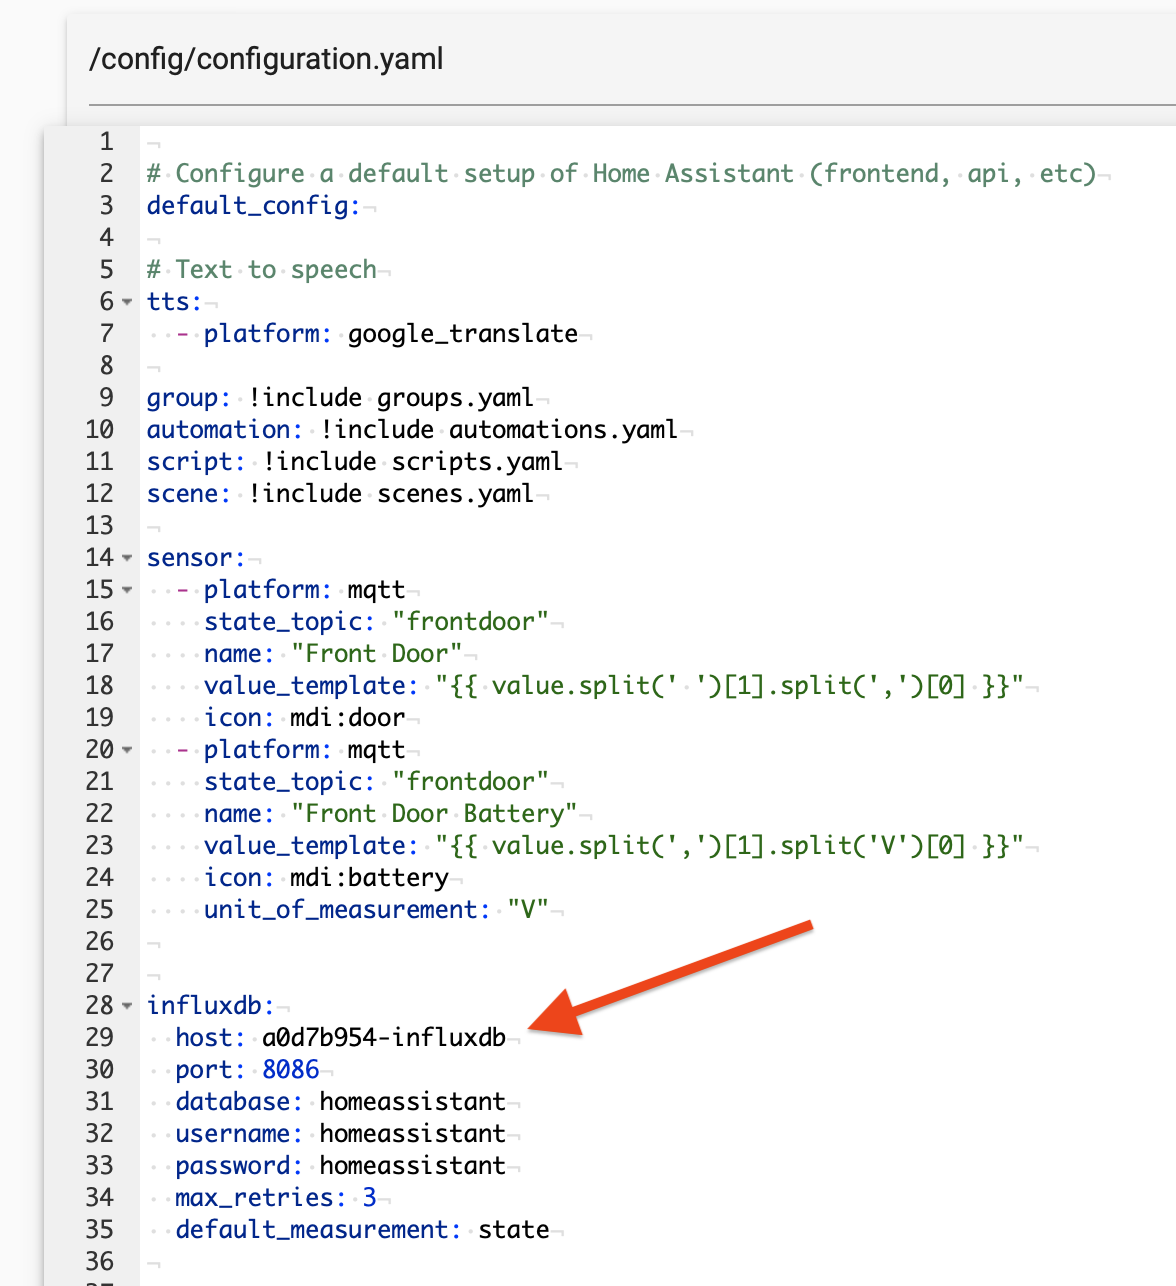 /config/configuration.yaml
1
2 # Configure a default setup of Home Assistant (frontend, api, etc)
3 default_config:
4
5 # Text to speech
6 tts:
7   - platform: google_translate
8
9 group: !include groups.yaml
10 automation: !include automations.yaml
11 script: !include scripts.yaml
12 scene: !include scenes.yaml
13
14 sensor:
15   - platform: mqtt
16     state_topic: "frontdoor"
17     name: "Front Door"
18     value_template: "{{ value.split(' ')[1].split(',')[0] }}"
19     icon: mdi:door
20   - platform: mqtt
21     state_topic: "frontdoor"
22     name: "Front Door Battery"
23     value_template: "{{ value.split(',')[1].split('V')[0] }}"
24     icon: mdi:battery
25     unit_of_measurement: "V"
26
27
28 influxdb:
29   host: a0d7b954-influxdb
30   port: 8086
31   database: homeassistant
32   username: homeassistant
33   password: homeassistant
34   max_retries: 3
35   default_measurement: state
36